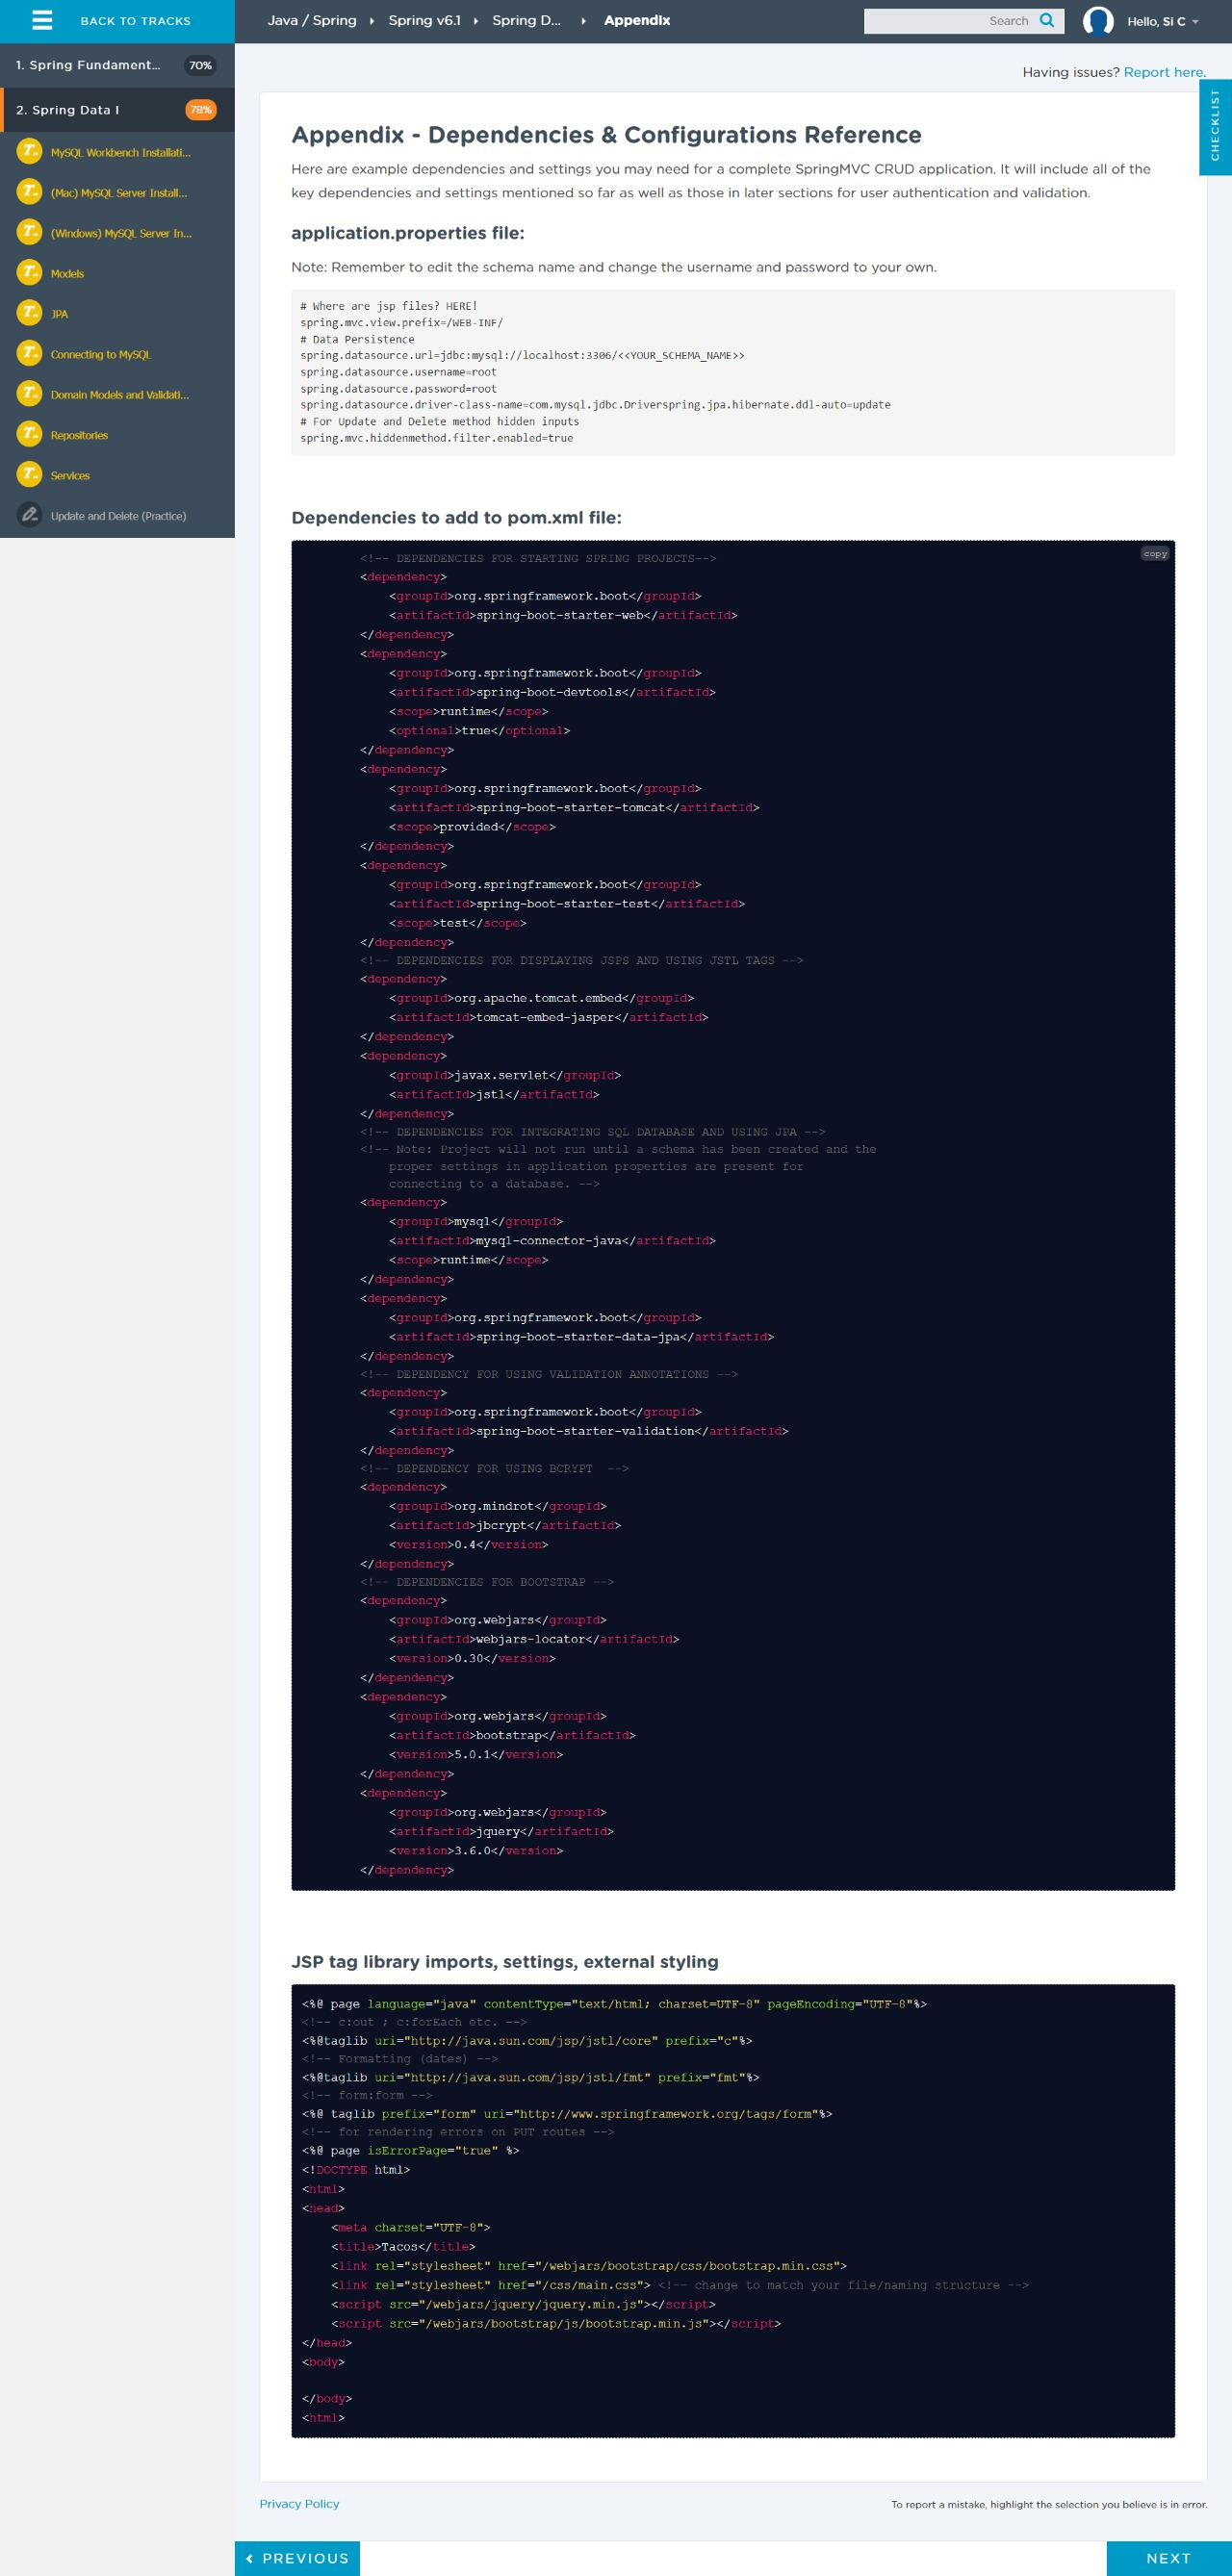 BACK TO TRACKS
Java / Spring
Spring v6.1
Spring D...
Appendix
Search
Hello, Si C
1. Spring Fundament...
70%
2. Spring Data I
78%
MySQL Workbench Installati...
(Mac) MySQL Server Install...
(Windows) MySQL Server In...
Models
JPA
Connecting to MySQL
Domain Models and Validati...
Repositories
Services
Update and Delete (Practice)
Having issues? Report here.
CHECKLIST
Appendix - Dependencies & Configurations Reference
Here are example dependencies and settings you may need for a complete SpringMVC CRUD application. It will include all of the
key dependencies and settings mentioned so far as well as those in later sections for user authentication and validation.
application.properties file:
Note: Remember to edit the schema name and change the username and password to your own.
# Where are jsp files? HERE!
spring.mvc.view.prefix=/WEB-INF/
# Data Persistence
spring.datasource.url=jdbc:mysql://localhost:3306/<<YOUR_SCHEMA_NAME>>
spring.datasource.username=root
spring.datasource.password=root
spring.datasource.driver-class-name=com.mysql.jdbc.Driverspring.jpa.hibernate.ddl-auto=update
# For Update and Delete method hidden inputs
spring.mvc.hiddenmethod.filter.enabled=true
Dependencies to add to pom.xml file:
copy
<!-- DEPENDENCIES FOR STARTING SPRING PROJECTS-->
<dependency>
<groupId>org.springframework.boot</groupId>
<artifactId>spring-boot-starter-web</artifactId>
</dependency>
<dependency>
<groupId>org.springframework.boot</groupId>
<artifactId>spring-boot-devtools</artifactId>
<scope>runtime</scope>
<optional>true</optional>
</dependency>
<dependency>
<groupId>org.springframework.boot</groupId>
<artifactId>spring-boot-starter-tomcat</artifactId>
<scope>provided</scope>
</dependency>
<dependency>
<groupId>org.springframework.boot</groupId>
<artifactId>spring-boot-starter-test</artifactId>
<scope>test</scope>
</dependency>
<!-- DEPENDENCIES FOR DISPLAYING JSPS AND USING JSTL TAGS -->
<dependency>
<groupId>org.apache.tomcat.embed</groupId>
<artifactId>tomcat-embed-jasper</artifactId>
</dependency>
<dependency>
<groupId>javax.servlet</groupId>
<artifactId>jstl</artifactId>
</dependency>
<!-- DEPENDENCIES FOR INTEGRATING SQL DATABASE AND USING JPA -->
<!-- Note: Project will not run until a schema has been created and the
proper settings in application properties are present for
connecting to a database. -->
<dependency>
<groupId>mysql</groupId>
<artifactId>mysql-connector-java</artifactId>
<scope>runtime</scope>
</dependency>
<dependency>
<groupId>org.springframework.boot</groupId>
<artifactId>spring-boot-starter-data-jpa</artifactId>
</dependency>
<!-- DEPENDENCY FOR USING VALIDATION ANNOTATIONS -->
<dependency>
<groupId>org.springframework.boot</groupId>
<artifactId>spring-boot-starter-validation</artifactId>
</dependency>
<!-- DEPENDENCY FOR USING BCRYPT  -->
<dependency>
<groupId>org.mindrot</groupId>
<artifactId>jbcrypt</artifactId>
<version>0.4</version>
</dependency>
<!-- DEPENDENCIES FOR BOOTSTRAP -->
<dependency>
<groupId>org.webjars</groupId>
<artifactId>webjars-locator</artifactId>
<version>0.30</version>
</dependency>
<dependency>
<groupId>org.webjars</groupId>
<artifactId>bootstrap</artifactId>
<version>5.0.1</version>
</dependency>
<dependency>
<groupId>org.webjars</groupId>
<artifactId>jquery</artifactId>
<version>3.6.0</version>
</dependency>
JSP tag library imports, settings, external styling
<%@ page language="java" contentType="text/html; charset=UTF-8" pageEncoding="UTF-8"%>
<!-- c:out ; c:forEach etc. -->
<%@taglib uri="http://java.sun.com/jsp/jstl/core" prefix="c"%>
<!-- Formatting (dates) -->
<%@taglib uri="http://java.sun.com/jsp/jstl/fmt" prefix="fmt"%>
<!-- form:form -->
<%@ taglib prefix="form" uri="http://www.springframework.org/tags/form"%>
<!-- for rendering errors on PUT routes -->
<%@ page isErrorPage="true" %>
<!DOCTYPE html>
<html>
<head>
<meta charset="UTF-8">
<title>Tacos</title>
<link rel="stylesheet" href="/webjars/bootstrap/css/bootstrap.min.css">
<link rel="stylesheet" href="/css/main.css"> <!-- change to match your file/naming structure -->
<script src="/webjars/jquery/jquery.min.js"></script>
<script src="/webjars/bootstrap/js/bootstrap.min.js"></script>
</head>
<body>
</body>
<html>
Privacy Policy
To report a mistake, highlight the selection you believe is in error.
PREVIOUS
NEXT